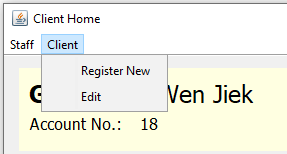 Client Home
Staff Client
Register New
Edit
G Wen Jiek
Account No.: 18